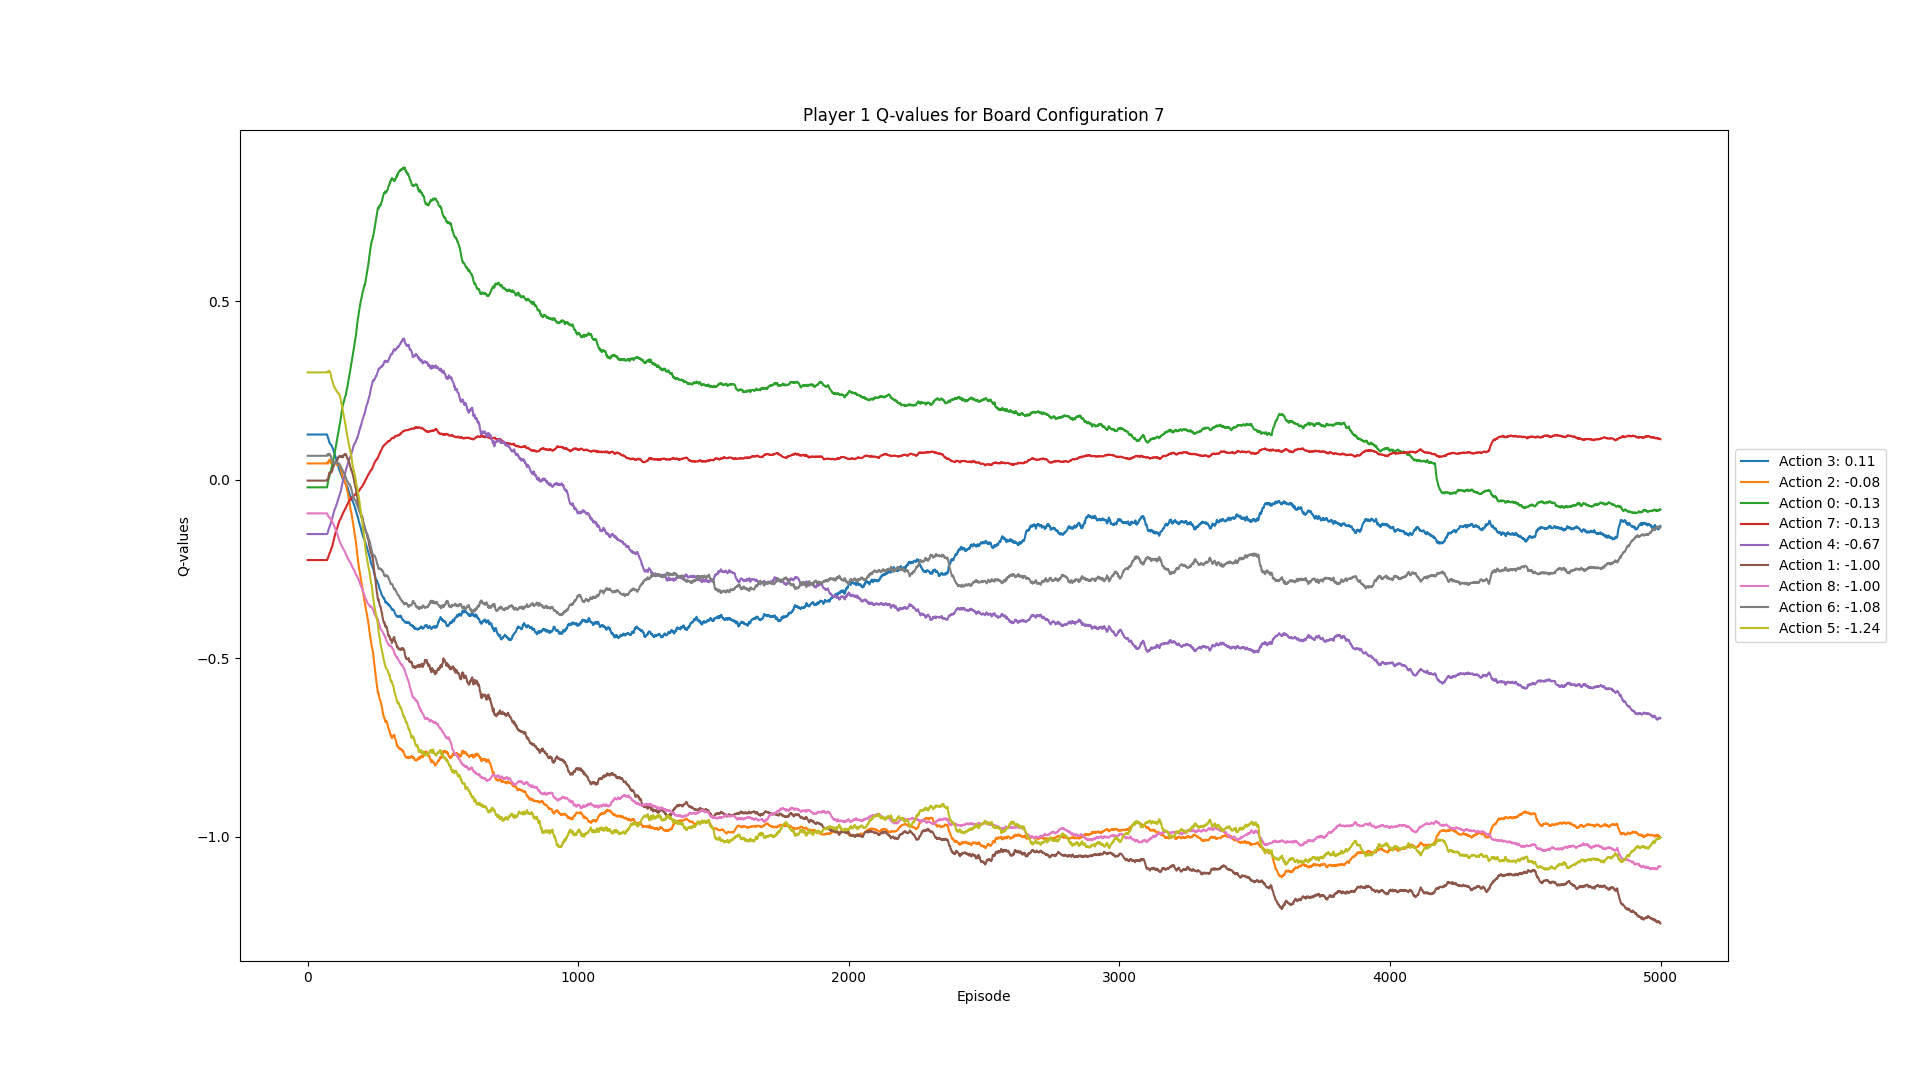 Player 1 Q-values for Board Configuration 7
Q-values
0.5
0.0
−0.5
−1.0
0
1000
2000
3000
4000
5000
Episode
Action 3: 0.11
Action 2: -0.08
Action 0: -0.13
Action 7: -0.13
Action 4: -0.67
Action 1: -1.00
Action 8: -1.00
Action 6: -1.08
Action 5: -1.24